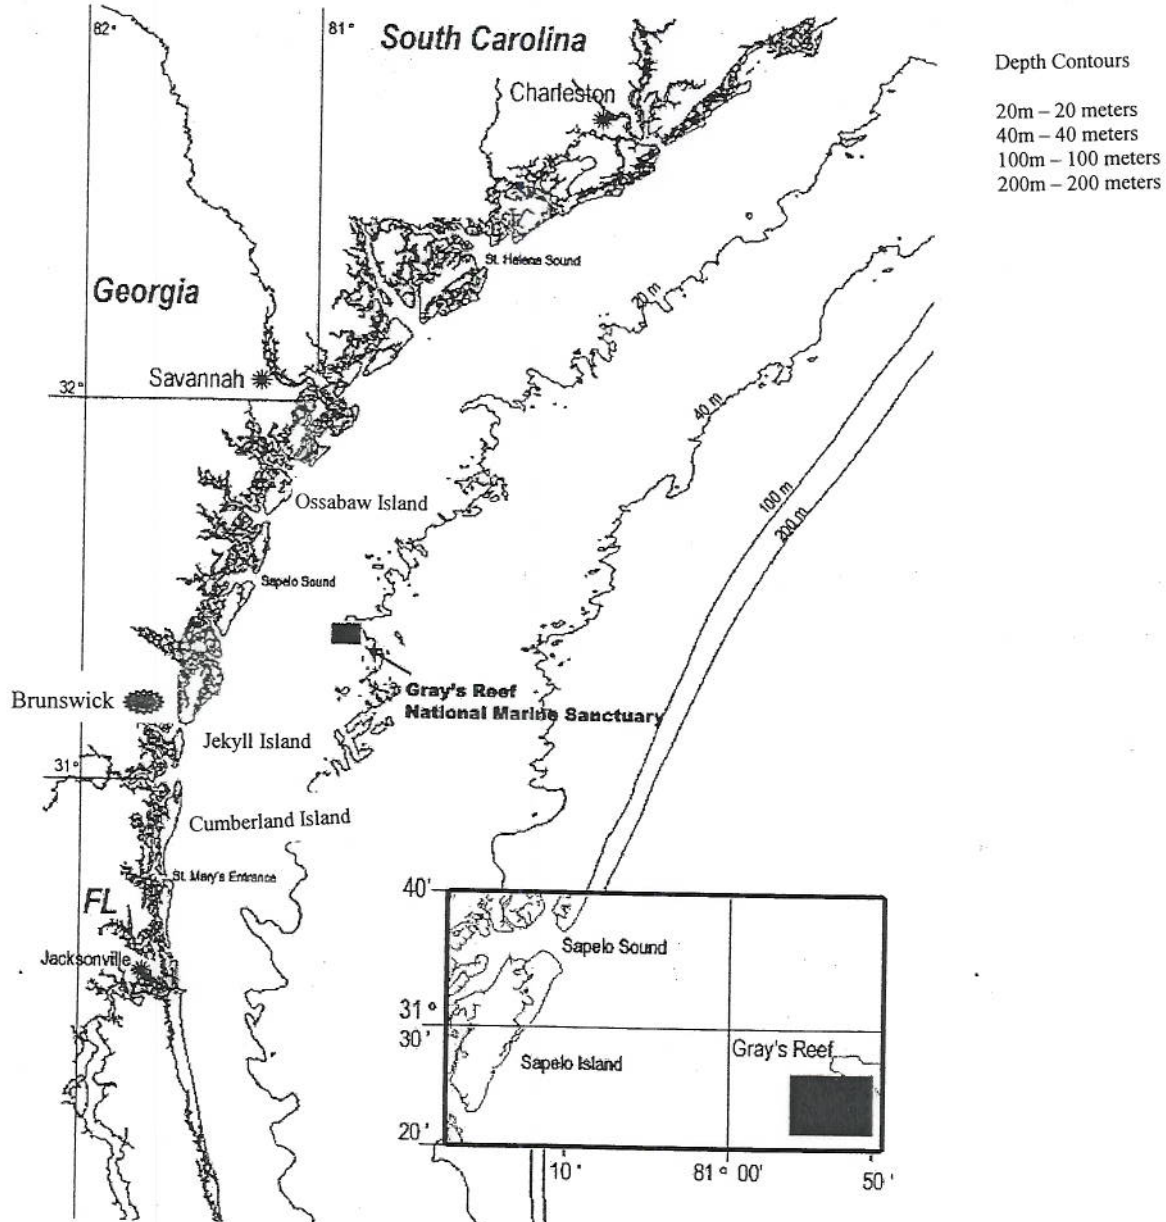 82°
81°
South Carolina
Charleston
Depth Contours
20m – 20 meters
40m – 40 meters
100m – 100 meters
200m – 200 meters
St. Helena Sound
Georgia
20 m
Savannah
32°
40 m
Ossabaw Island
100 m
200 m
Sapelo Sound
Gray's Reef
National Marine Sanctuary
Brunswick
Jekyll Island
31°
Cumberland Island
St. Mary's Entrance
FL
Jacksonville
40'
Sapelo Sound
31°
30'
Gray's Reef
Sapelo Island
20'
10'
81° 00'
50'